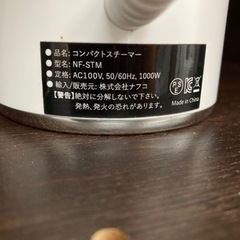 品名: コンパクトスチーマー
型名: NF-STM
定格: AC100V, 50/60Hz, 1000W
輸入/販売元: 株式会社ナフコ
【警告】絶対に分解しないで下さい。
発熱、発火の恐れがあります。
PS
E
Made in China